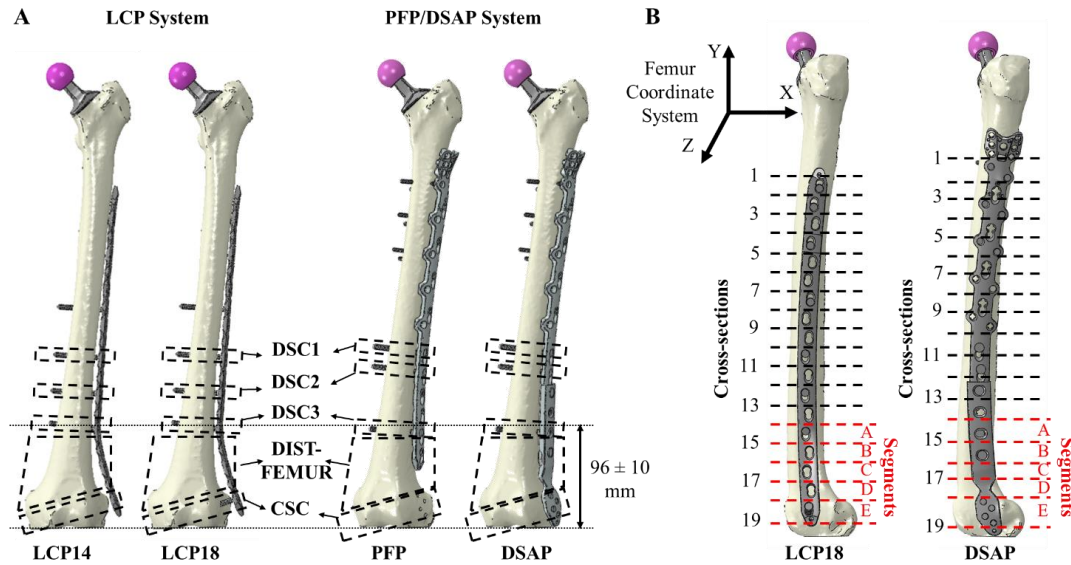 A
LCP System
PFP/DSAP System
DSC1
DSC2
DSC3
DIST-
FEMUR
CSC
96 ± 10
mm
LCP14
LCP18
PFP
DSAP
B
Femur
Coordinate
System
Y
X
Z
Cross-sections
1
3
5
7
9
11
13
15
17
19
A
B
C
D
E
Segments
LCP18
Cross-sections
1
3
5
7
9
11
13
15
17
19
A
B
C
D
E
Segments
DSAP